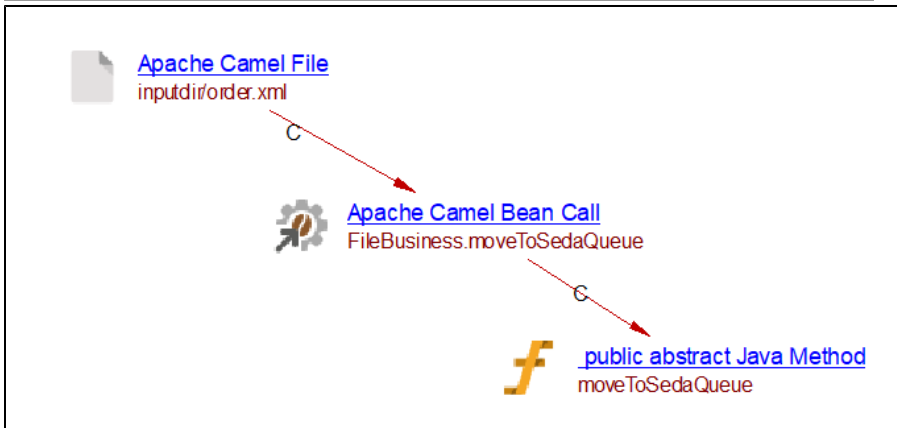 Apache Camel File
inputdir/order.xml
C
Apache Camel Bean Call
FileBusiness.moveToSedaQueue
C
public abstract Java Method
moveToSedaQueue